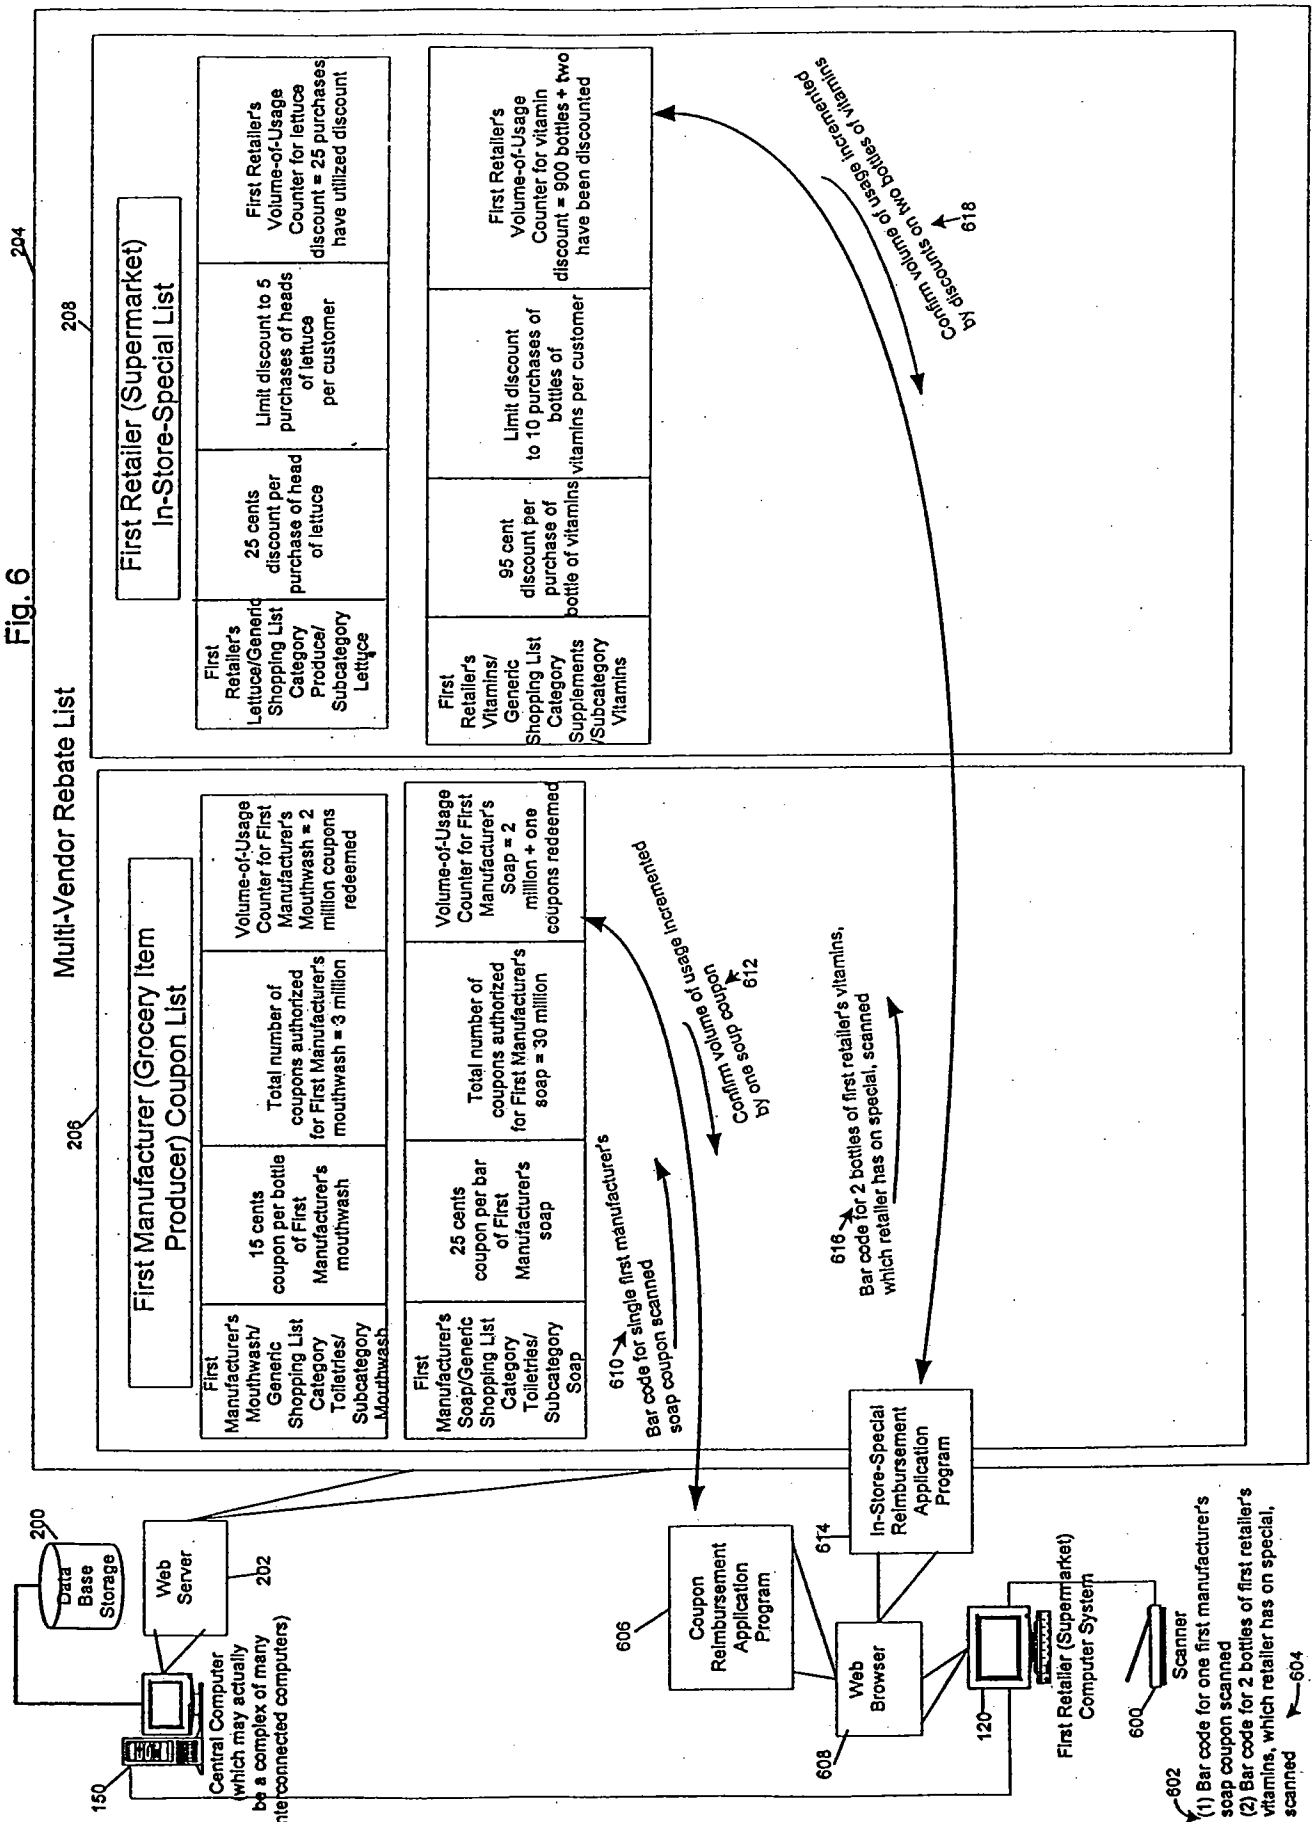 Fig. 6
204
Multi-Vendor Rebate List
206
First Manufacturer (Grocery Item
Producer) Coupon List
First
Manufacturer's
Mouthwash/
Generic
Shopping List
Category
Toiletries/
Subcategory
Mouthwash
15 cents
coupon per bottle
of First
Manufacturer's
mouthwash
Total number of
coupons authorized
for First Manufacturer's
mouthwash = 3 million
Volume-of-Usage
Counter for First
Manufacturer's
Mouthwash = 2
million coupons
redeemed
First
Manufacturer's
Soap/Generic
Shopping List
Category
Toiletries/
Subcategory
Soap
25 cents
coupon per bar
of First
Manufacturer's
soap
Total number of
coupons authorized
for First Manufacturer's
soap = 30 million
Volume-of-Usage
Counter for First
Manufacturer's
Soap = 2
million + one
coupons redeemed
208
First Retailer (Supermarket)
In-Store-Special List
First
Retailer's
Lettuce/Generic
Shopping List
Category
Produce/
Subcategory
Lettuce
25 cents
discount per
purchase of head
of lettuce
Limit discount to 5
purchases of heads
of lettuce
per customer
First Retailer's
Volume-of-Usage
Counter for lettuce
discount = 25 purchases
have utilized discount
First
Retailer's
Vitamins/
Generic
Shopping List
Category
Supplements
/Subcategory
Vitamins
95 cent
discount per
purchase of
bottle of vitamins
Limit discount
to 10 purchases of
bottles of
vitamins per customer
First Retailer's
Volume-of-Usage
Counter for vitamin
discount = 900 bottles + two
have been discounted
610
Bar code for single first manufacturer's
soap coupon scanned
Confirm volume of usage incremented
by one soup coupon
612
616
Bar code for 2 bottles of first retailer's vitamins,
which retailer has on special, scanned
Confirm volume of usage incremented
by discounts on two bottles of vitamins
618
200
Data
Base
Storage
Web
Server
202
150
Central Computer
(which may actually
be a complex of many
nterconnected computers)
606
Coupon
Reimbursement
Application
Program
614
In-Store-Special
Reimbursement
Application
Program
608
Web
Browser
120
First Retailer (Supermarket)
Computer System
600
Scanner
602
(1) Bar code for one first manufacturer's
soap coupon scanned
(2) Bar code for 2 bottles of first retailer's
vitamins, which retailer has on special,
scanned
604